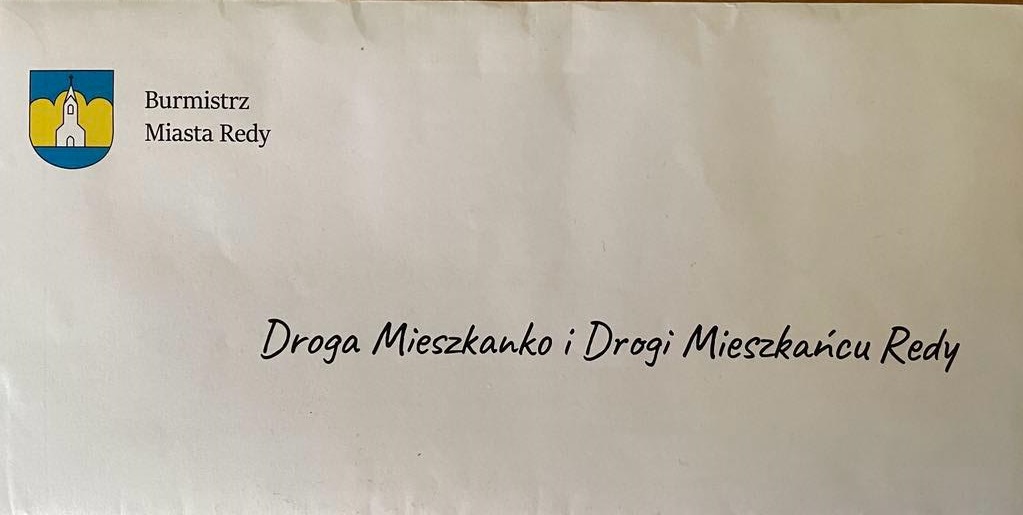 Burmistrz
Miasta Redy
Droga Mieszkanko i Drogi Mieszkańcu Redy